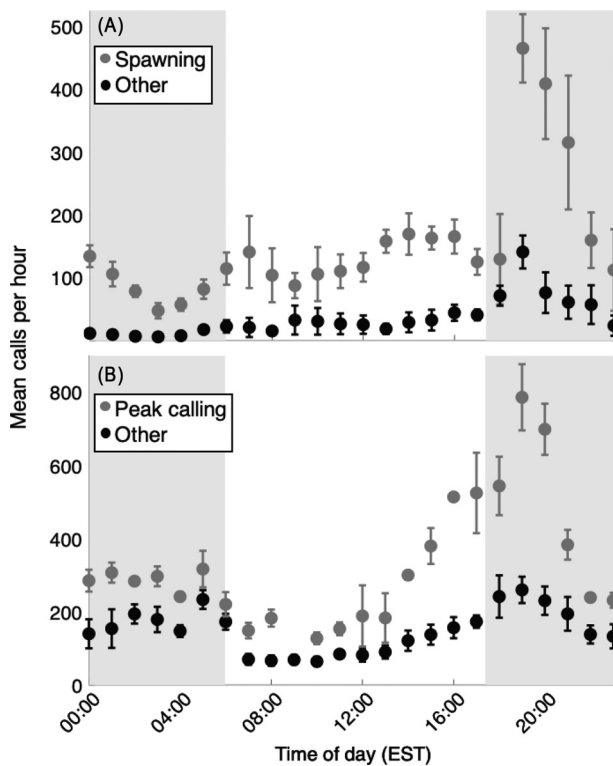 (A)
Spawning
Other
500
400
300
200
100
Mean calls per hour
(B)
Peak calling
Other
800
600
400
200
0
00:00
04:00
08:00
12:00
16:00
20:00
Time of day (EST)